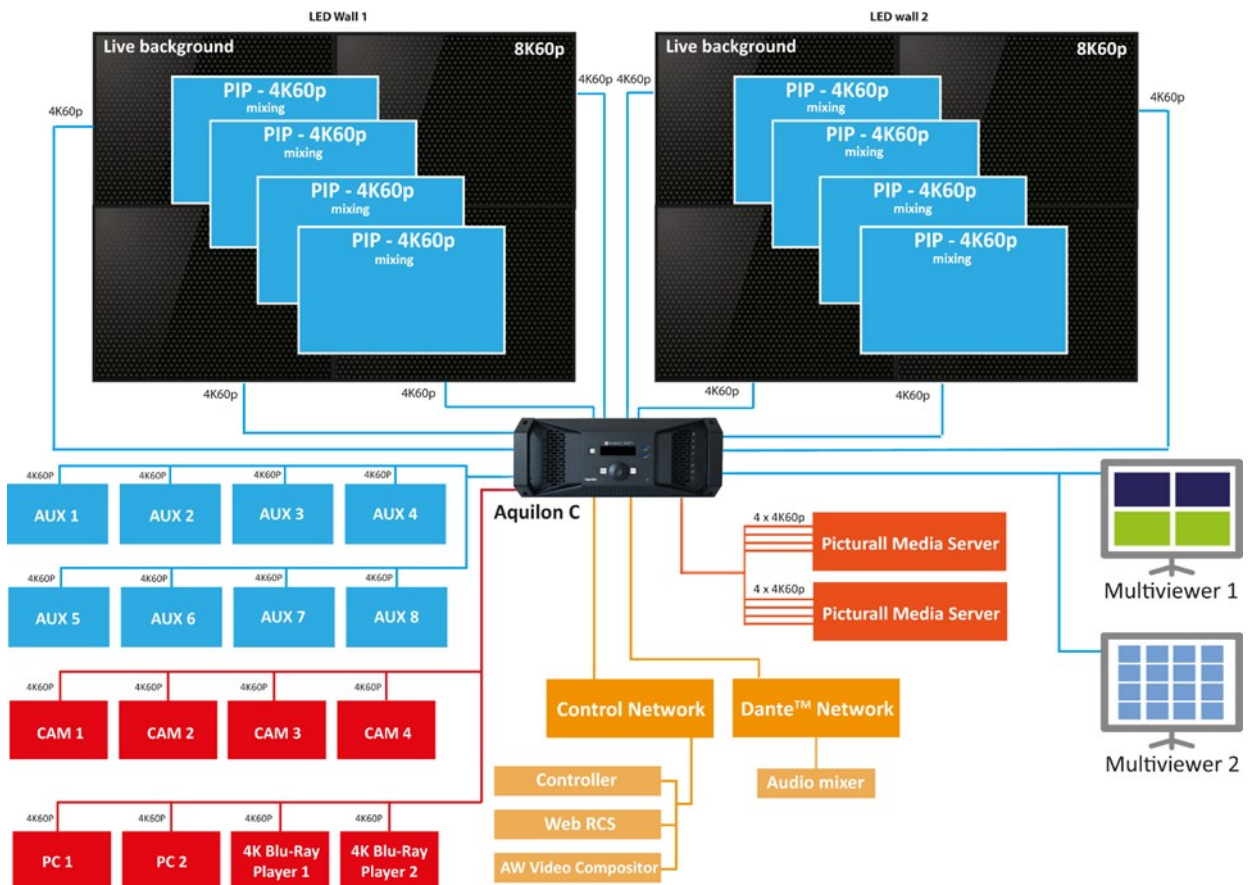 LED Wall 1
LED wall 2
Live background
8K60p
Live background
8K60p
4K60p
4K60p
4K60p
4K60p
PIP - 4K60p
mixing
PIP - 4K60p
mixing
PIP - 4K60p
mixing
PIP - 4K60p
mixing
PIP - 4K60p
mixing
PIP - 4K60p
mixing
PIP - 4K60p
mixing
PIP - 4K60p
mixing
4K60p
4K60p
4K60p
4K60p
Aquilon C
4K60P
4K60P
4K60P
4K60P
AUX 1
AUX 2
AUX 3
AUX 4
4K60P
4K60P
4K60P
4K60P
AUX 5
AUX 6
AUX 7
AUX 8
4K60P
4K60P
4K60P
4K60P
CAM 1
CAM 2
CAM 3
CAM 4
4K60P
4K60P
4K60P
4K60P
PC 1
PC 2
4K Blu-Ray
Player 1
4K Blu-Ray
Player 2
4 x 4K60p
Picturall Media Server
4 x 4K60p
Picturall Media Server
Control Network
Dante™ Network
Controller
Audio mixer
Web RCS
AW Video Compositor
Multiviewer 1
Multiviewer 2